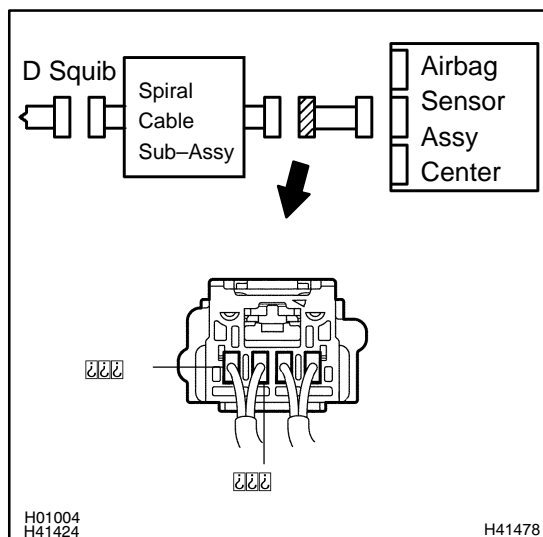 D Squib
Spiral
Cable
Sub–Assy
Airbag
Sensor
Assy
Center
H01004
H41424
H41478